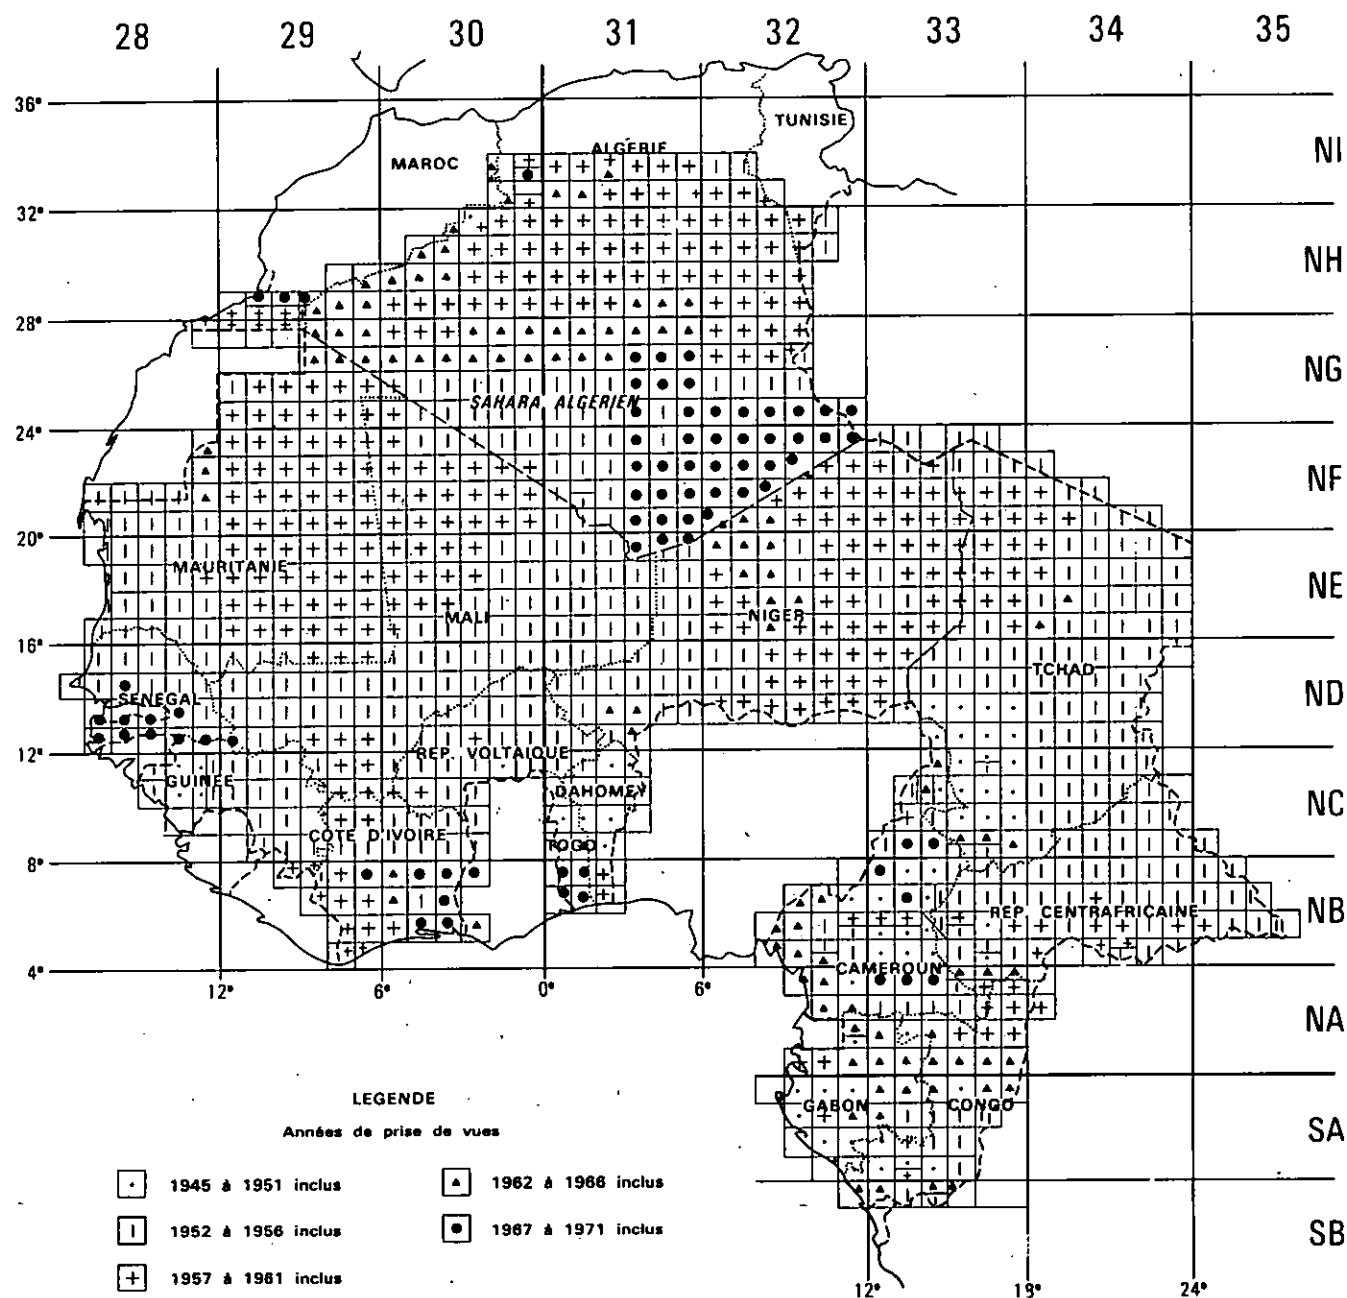 28 29 30 31 32 33 34 35
36°
TUNISIE
ALGERIE
MAROC
NI
32°
NH
28°
NG
SAHARA ALGERIEN
24°
NF
20°
MAURITANIE
NE
MALI
NIGER
16°
TCHAD
SENEGAL
ND
12°
REP. VOLTAIQUE
GUINEE
DAHOMEY
NC
COTE D'IVOIRE
TOGO
8°
REP. CENTRAFRICAINE
NB
4°
CAMEROUN
12° 6° 0° 6°
NA
LEGENDE
GABON CONGO
Années de prise de vues
SA
1945 à 1951 inclus
1962 à 1966 inclus
1952 à 1956 inclus
1967 à 1971 inclus
SB
1957 à 1961 inclus
12° 24°